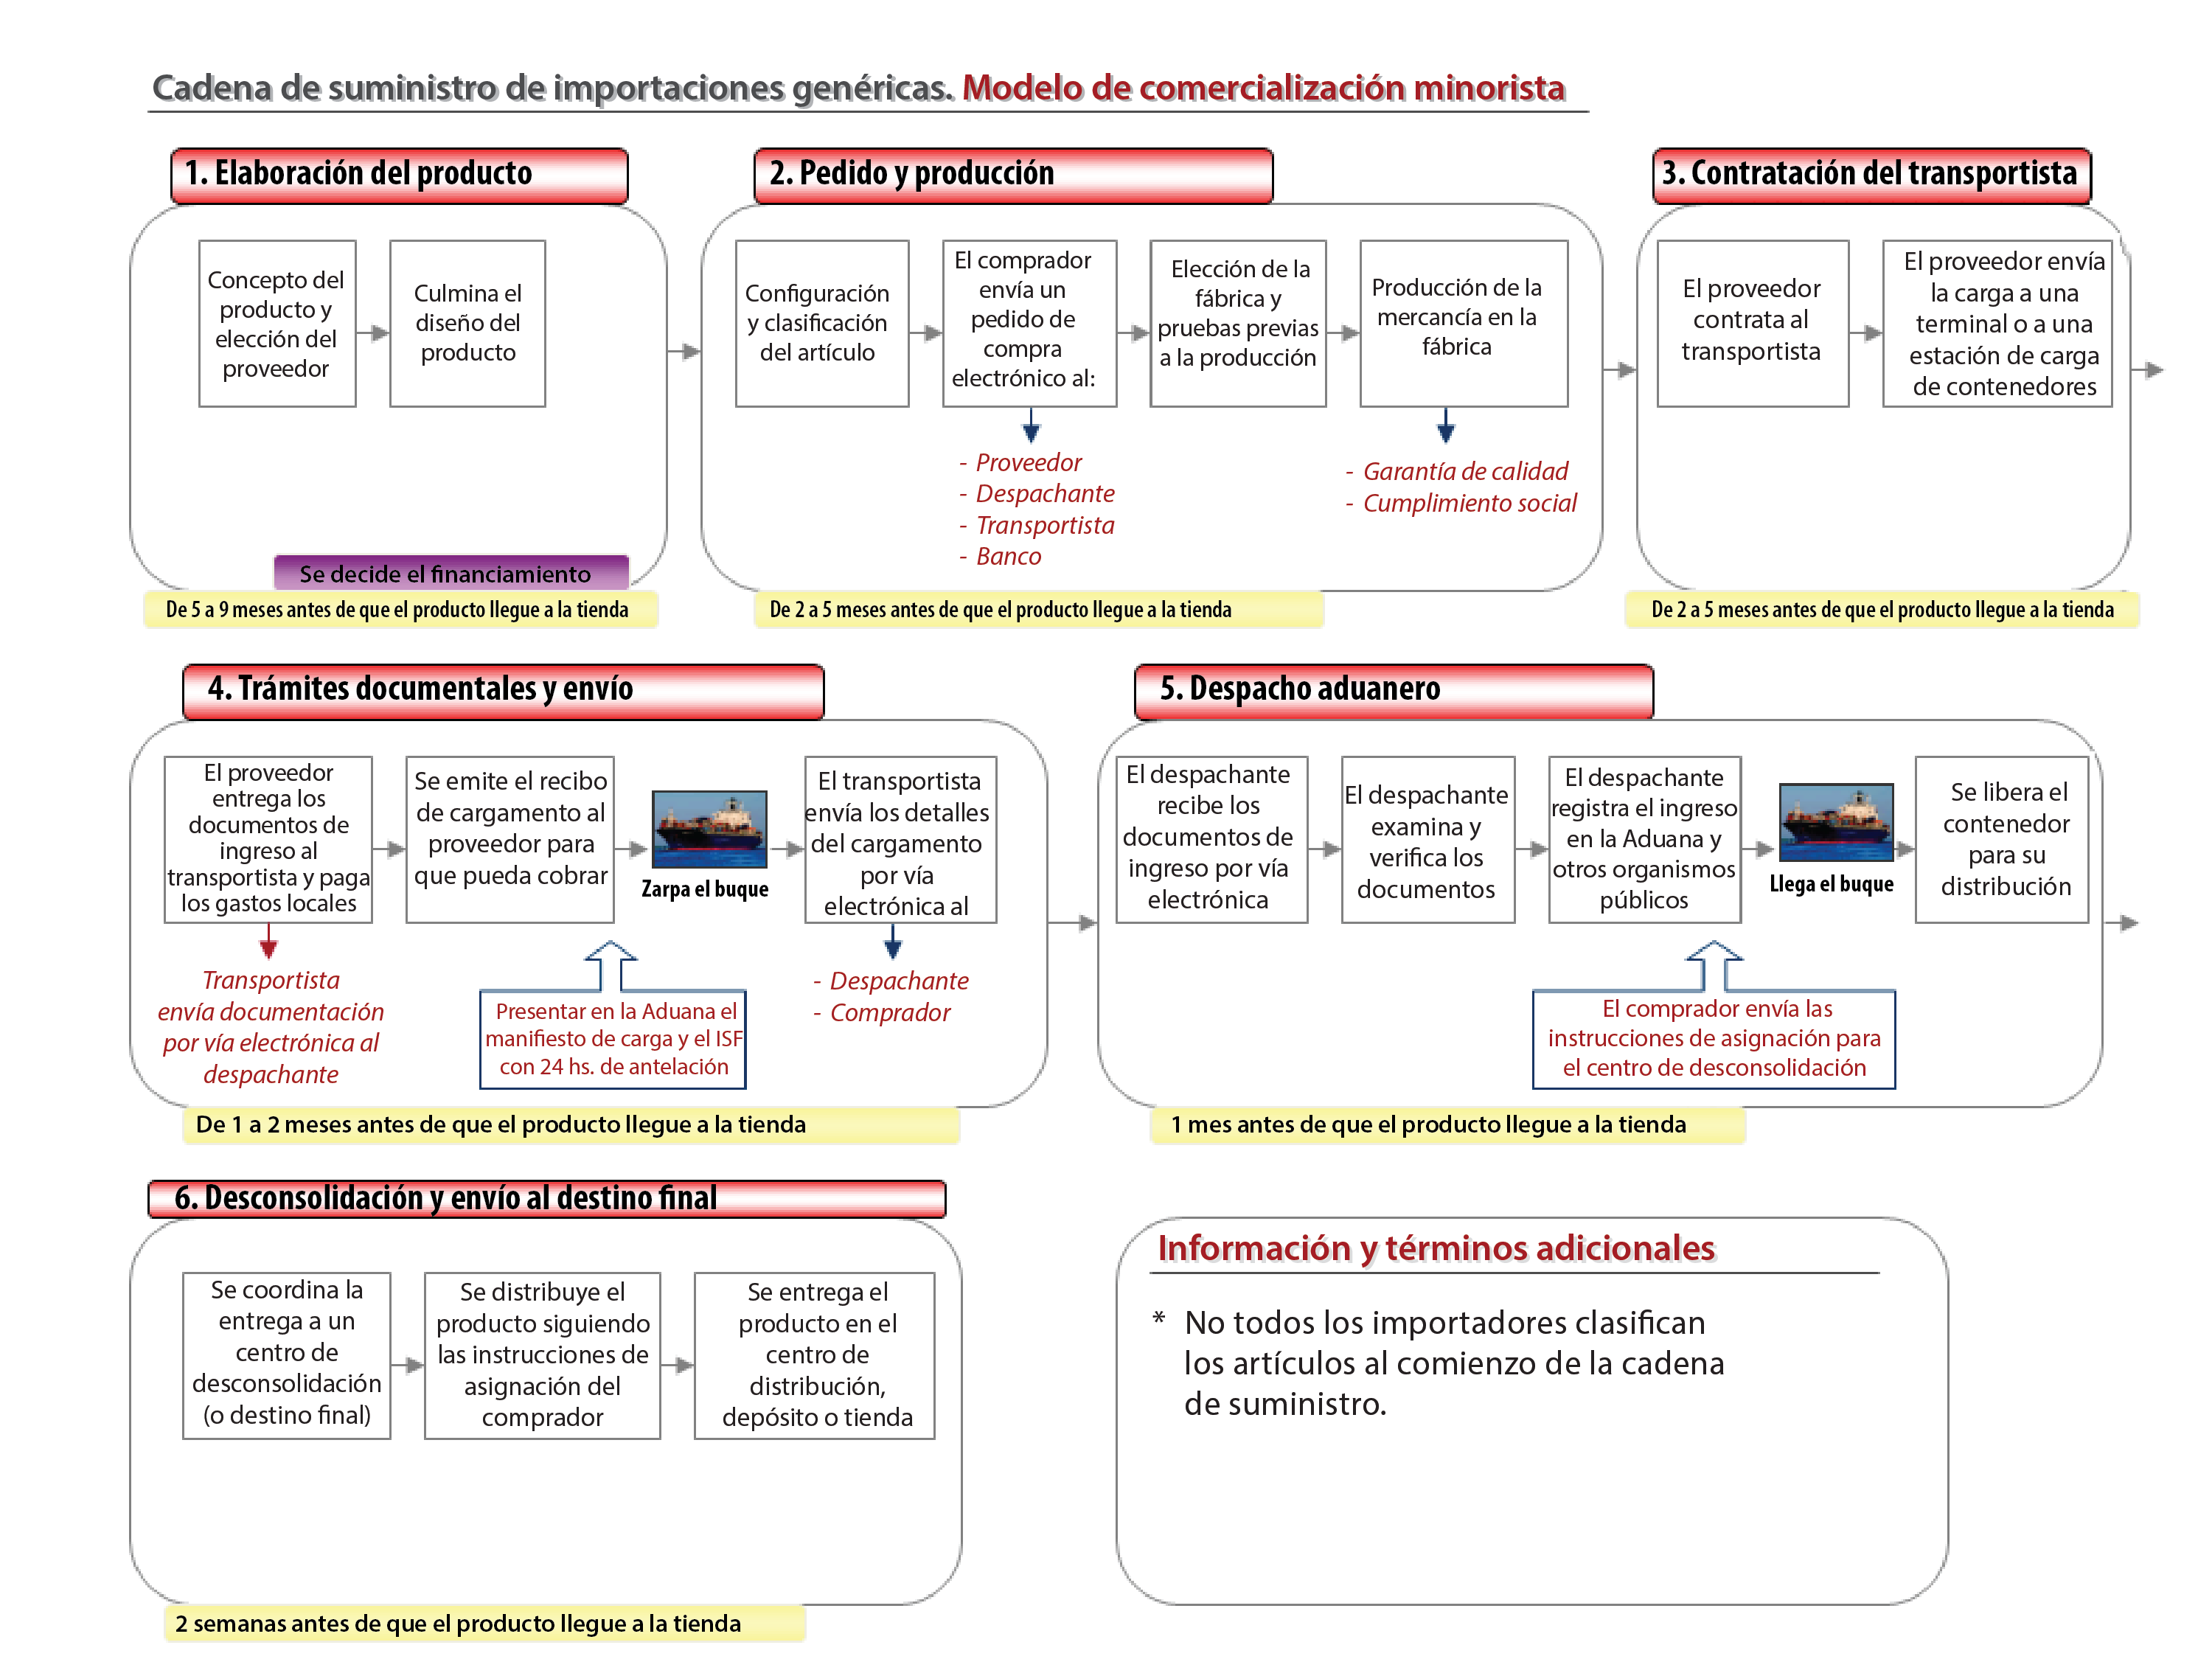 Cadena de suministro de importaciones genéricas. Modelo de comercialización minorista
1. Elaboración del producto
Concepto del
producto y
elección del
proveedor
Culmina el
diseño del
producto
Se decide el financiamiento
De 5 a 9 meses antes de que el producto llegue a la tienda
2. Pedido y producción
Configuración
y clasificación
del artículo
El comprador
envía un
pedido de
compra
electrónico al:
- Proveedor
- Despachante
- Transportista
- Banco
Elección de la
fábrica y
pruebas previas
a la producción
Producción de la
mercancía en la
fábrica
- Garantía de calidad
- Cumplimiento social
De 2 a 5 meses antes de que el producto llegue a la tienda
3. Contratación del transportista
El proveedor
contrata al
transportista
El proveedor envía
la carga a una
terminal o a una
estación de carga
de contenedores
De 2 a 5 meses antes de que el producto llegue a la tienda
4. Trámites documentales y envío
El proveedor
entrega los
documentos de
ingreso al
transportista y paga
los gastos locales
Transportista
envía documentación
por vía electrónica al
despachante
Se emite el recibo
de cargamento al
proveedor para
que pueda cobrar
Presentar en la Aduana el
manifiesto de carga y el ISF
con 24 hs. de antelación
Zarpa el buque
El transportista
envía los detalles
del cargamento
por vía
electrónica al
- Despachante
- Comprador
De 1 a 2 meses antes de que el producto llegue a la tienda
5. Despacho aduanero
El despachante
recibe los
documentos de
ingreso por vía
electrónica
El despachante
examina y
verifica los
documentos
El despachante
registra el ingreso
en la Aduana y
otros organismos
públicos
Llega el buque
El comprador envía las
instrucciones de asignación para
el centro de desconsolidación
Se libera el
contenedor
para su
distribución
1 mes antes de que el producto llegue a la tienda
6. Desconsolidación y envío al destino final
Se coordina la
entrega a un
centro de
desconsolidación
(o destino final)
Se distribuye el
producto siguiendo
las instrucciones de
asignación del
comprador
Se entrega el
producto en el
centro de
distribución,
depósito o tienda
2 semanas antes de que el producto llegue a la tienda
Información y términos adicionales
* No todos los importadores clasifican
los artículos al comienzo de la cadena
de suministro.